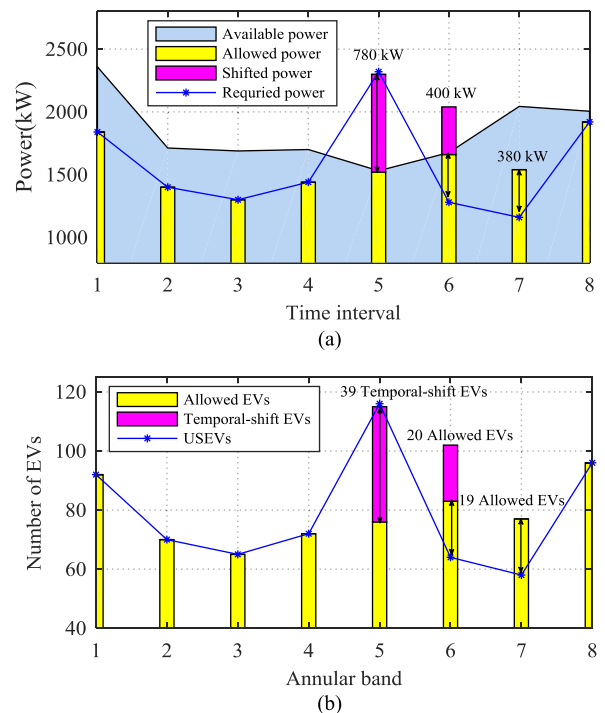 2500
2000
1500
1000
Power(kW)
Available power
Allowed power
Shifted power
Requried power
780 kW
400 kW
380 kW
1 2 3 4 5 6 7 8
Time interval
(a)
120
100
80
60
40
Number of EVs
Allowed EVs
Temporal-shift EVs
USEVs
39 Temporal-shift EVs
20 Allowed EVs
19 Allowed EVs
1 2 3 4 5 6 7 8
Annular band
(b)